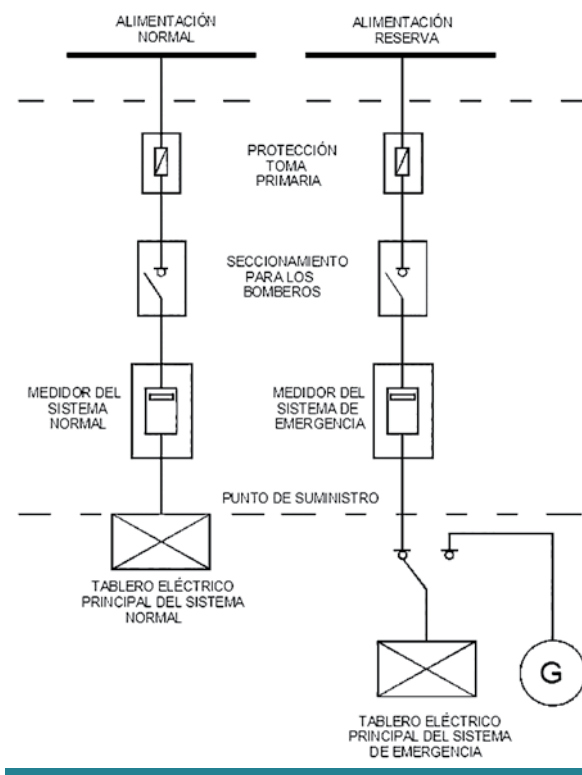 ALIMENTACIÓN
NORMAL
ALIMENTACIÓN
RESERVA
PROTECCIÓN
TOMA
PRIMARIA
SECCIONAMIENTO
PARA LOS
BOMBEROS
MEDIDOR DEL
SISTEMA
NORMAL
MEDIDOR DEL
SISTEMA DE
EMERGENCIA
PUNTO DE SUMINISTRO
TABLERO ELÉCTRICO
PRINCIPAL DEL SISTEMA
NORMAL
G
TABLERO ELÉCTRICO
PRINCIPAL DEL SISTEMA
DE EMERGENCIA